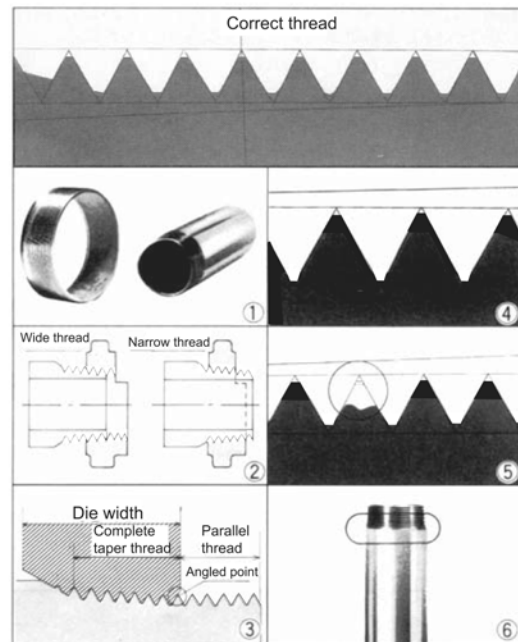 Correct thread
①
④
Wide thread
Narrow thread
②
⑤
Die width
Complete
taper thread
Parallel
thread
Angled point
③
⑥